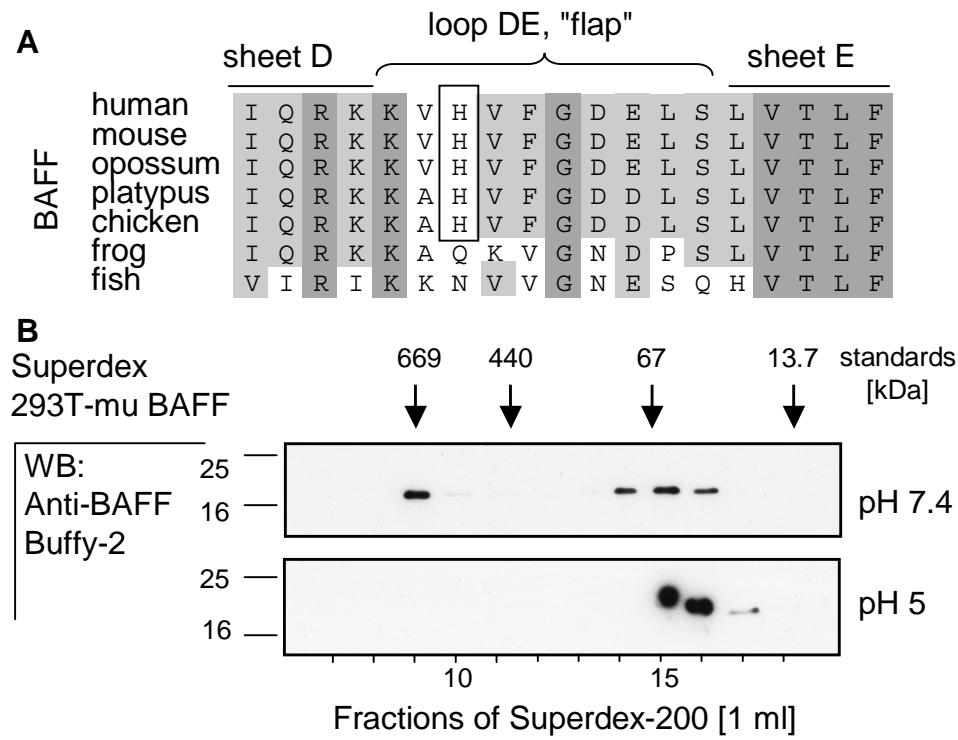 A
loop DE, "flap"
sheet D
sheet E
BAFF
human I Q R K K V H V F G D E L S L V T L F
mouse I Q R K K V H V F G D E L S L V T L F
opossum I Q R K K V H V F G D E L S L V T L F
platypus I Q R K K A H V F G D D L S L V T L F
chicken I Q R K K A H V F G D D L S L V T L F
frog I Q R K K A Q K V G N D P S L V T L F
fish V I R I K K N V V G N E S Q H V T L F
B
Superdex
293T-mu BAFF
669 440 67 13.7 standards
[kDa]
WB:
Anti-BAFF
Buffy-2
25
16
pH 7.4
25
16
pH 5
10 15
Fractions of Superdex-200 [1 ml]